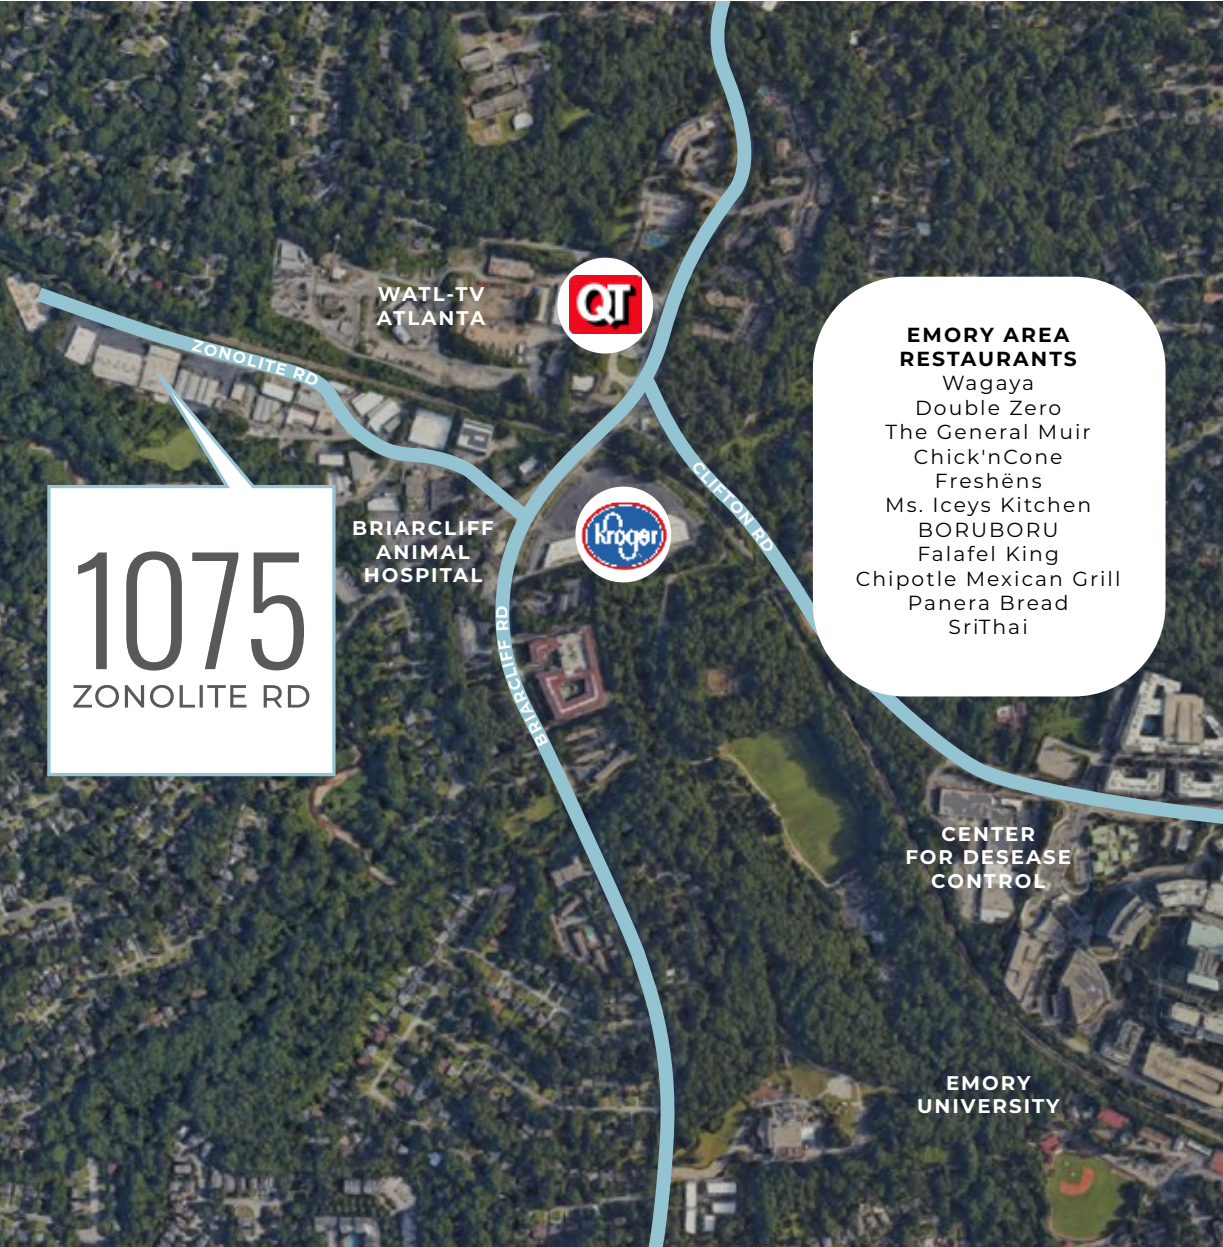 WATL-TV
ATLANTA
QT
ZONOLITE RD
EMORY AREA
RESTAURANTS
Wagaya
Double Zero
The General Muir
Chick'nCone
Freshëns
Ms. Iceys Kitchen
BORUBORU
Falafel King
Chipotle Mexican Grill
Panera Bread
SriThai
CLIFTON RD
1075
ZONOLITE RD
BRIARCLIFF
ANIMAL
HOSPITAL
Kroger
BRIARCLIFF RD
CENTER
FOR DESEASE
CONTROL
EMORY
UNIVERSITY